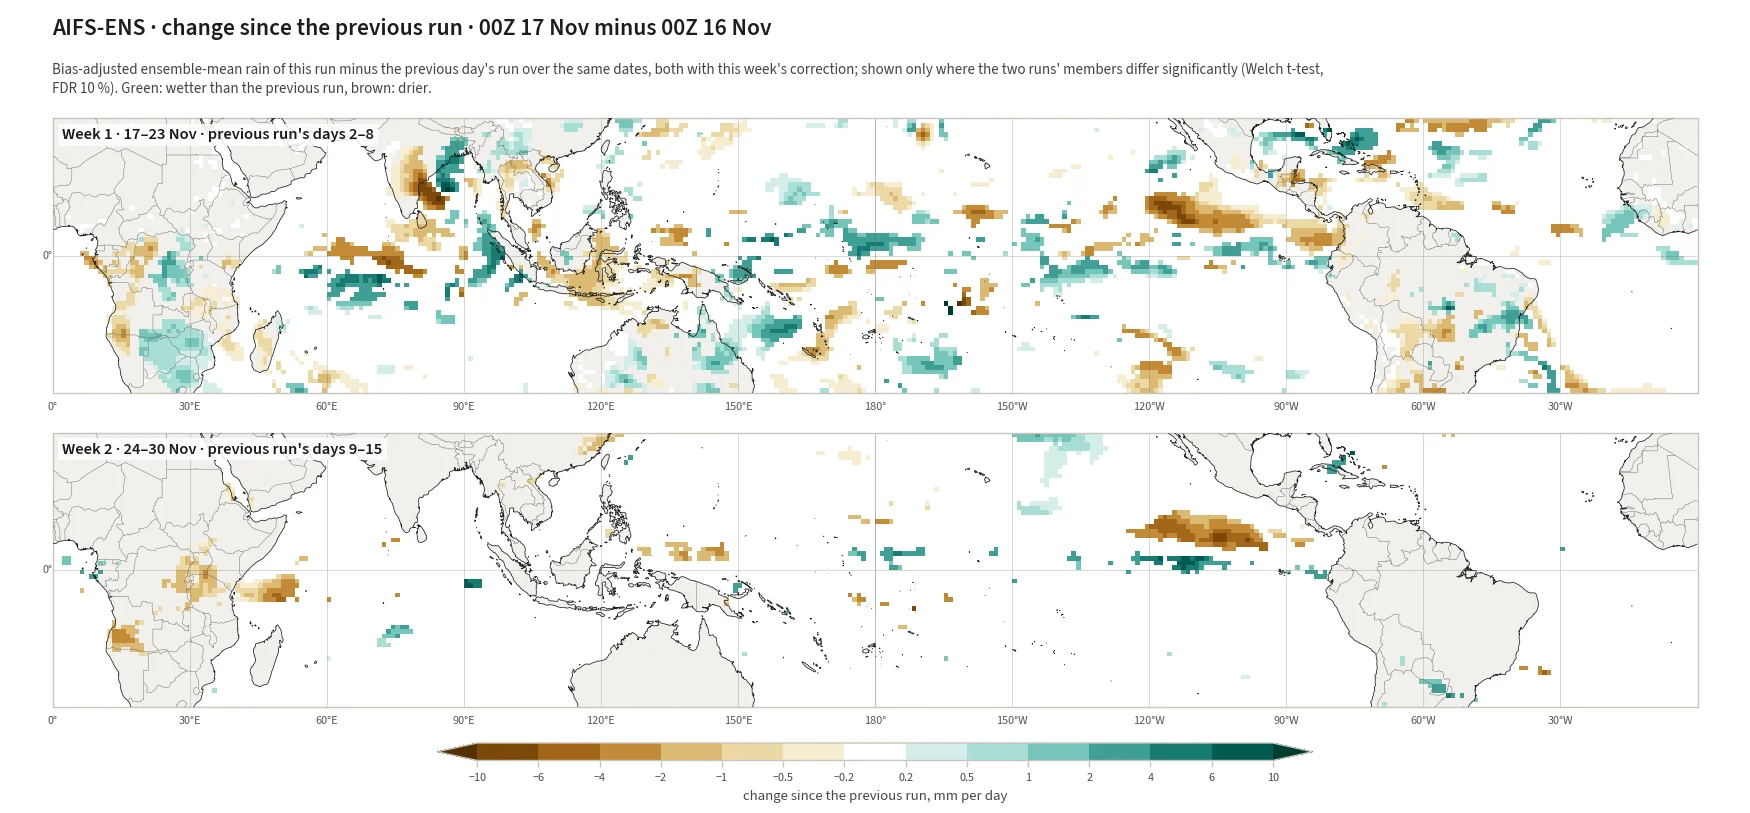 AIFS-ENS · change since the previous run · 00Z 17 Nov minus 00Z 16 Nov
Bias-adjusted ensemble-mean rain of this run minus the previous day's run over the same dates, both with this week's correction; shown only where the two runs' members differ significantly (Welch t-test,
FDR 10 %). Green: wetter than the previous run, brown: drier.
Week 1 · 17–23 Nov · previous run's days 2–8
0°
0° 30°E 60°E 90°E 120°E 150°E 180° 150°W 120°W 90°W 60°W 30°W
Week 2 · 24–30 Nov · previous run's days 9–15
0°
0° 30°E 60°E 90°E 120°E 150°E 180° 150°W 120°W 90°W 60°W 30°W
−10 −6 −4 −2 −1 −0.5 −0.2 0.2 0.5 1 2 4 6 10
change since the previous run, mm per day